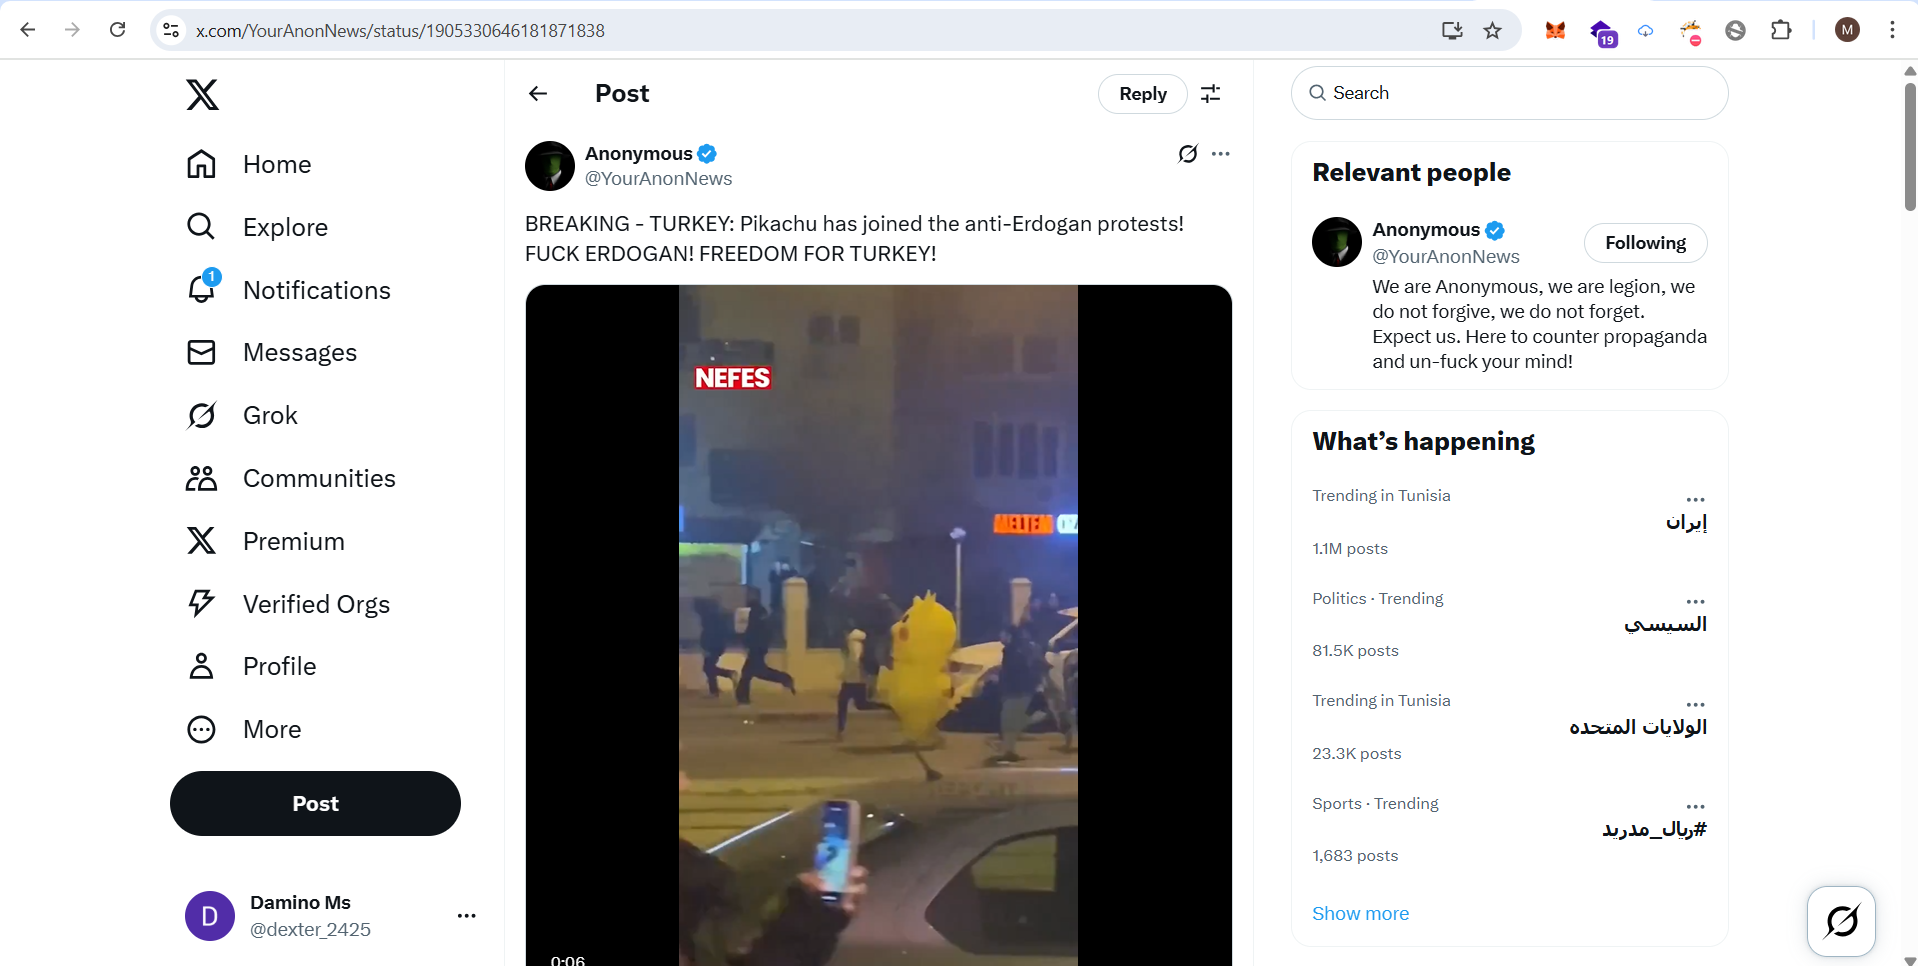 x.com/YourAnonNews/status/1905330646181871838
19
M
Home
Explore
1
Notifications
Messages
Grok
Communities
Premium
Verified Orgs
Profile
More
Post
D
Damino Ms
@dexter_2425
Post
Reply
Anonymous
@YourAnonNews
BREAKING - TURKEY: Pikachu has joined the anti-Erdogan protests!
FUCK ERDOGAN! FREEDOM FOR TURKEY!
NEFES
MELTEM
0:06
Search
Relevant people
Anonymous
@YourAnonNews
Following
We are Anonymous, we are legion, we
do not forgive, we do not forget.
Expect us. Here to counter propaganda
and un-fuck your mind!
What's happening
Trending in Tunisia
إيران
1.1M posts
Politics · Trending
السيسي
81.5K posts
Trending in Tunisia
الولايات المتحده
23.3K posts
Sports · Trending
#ريال_مدريد
1,683 posts
Show more